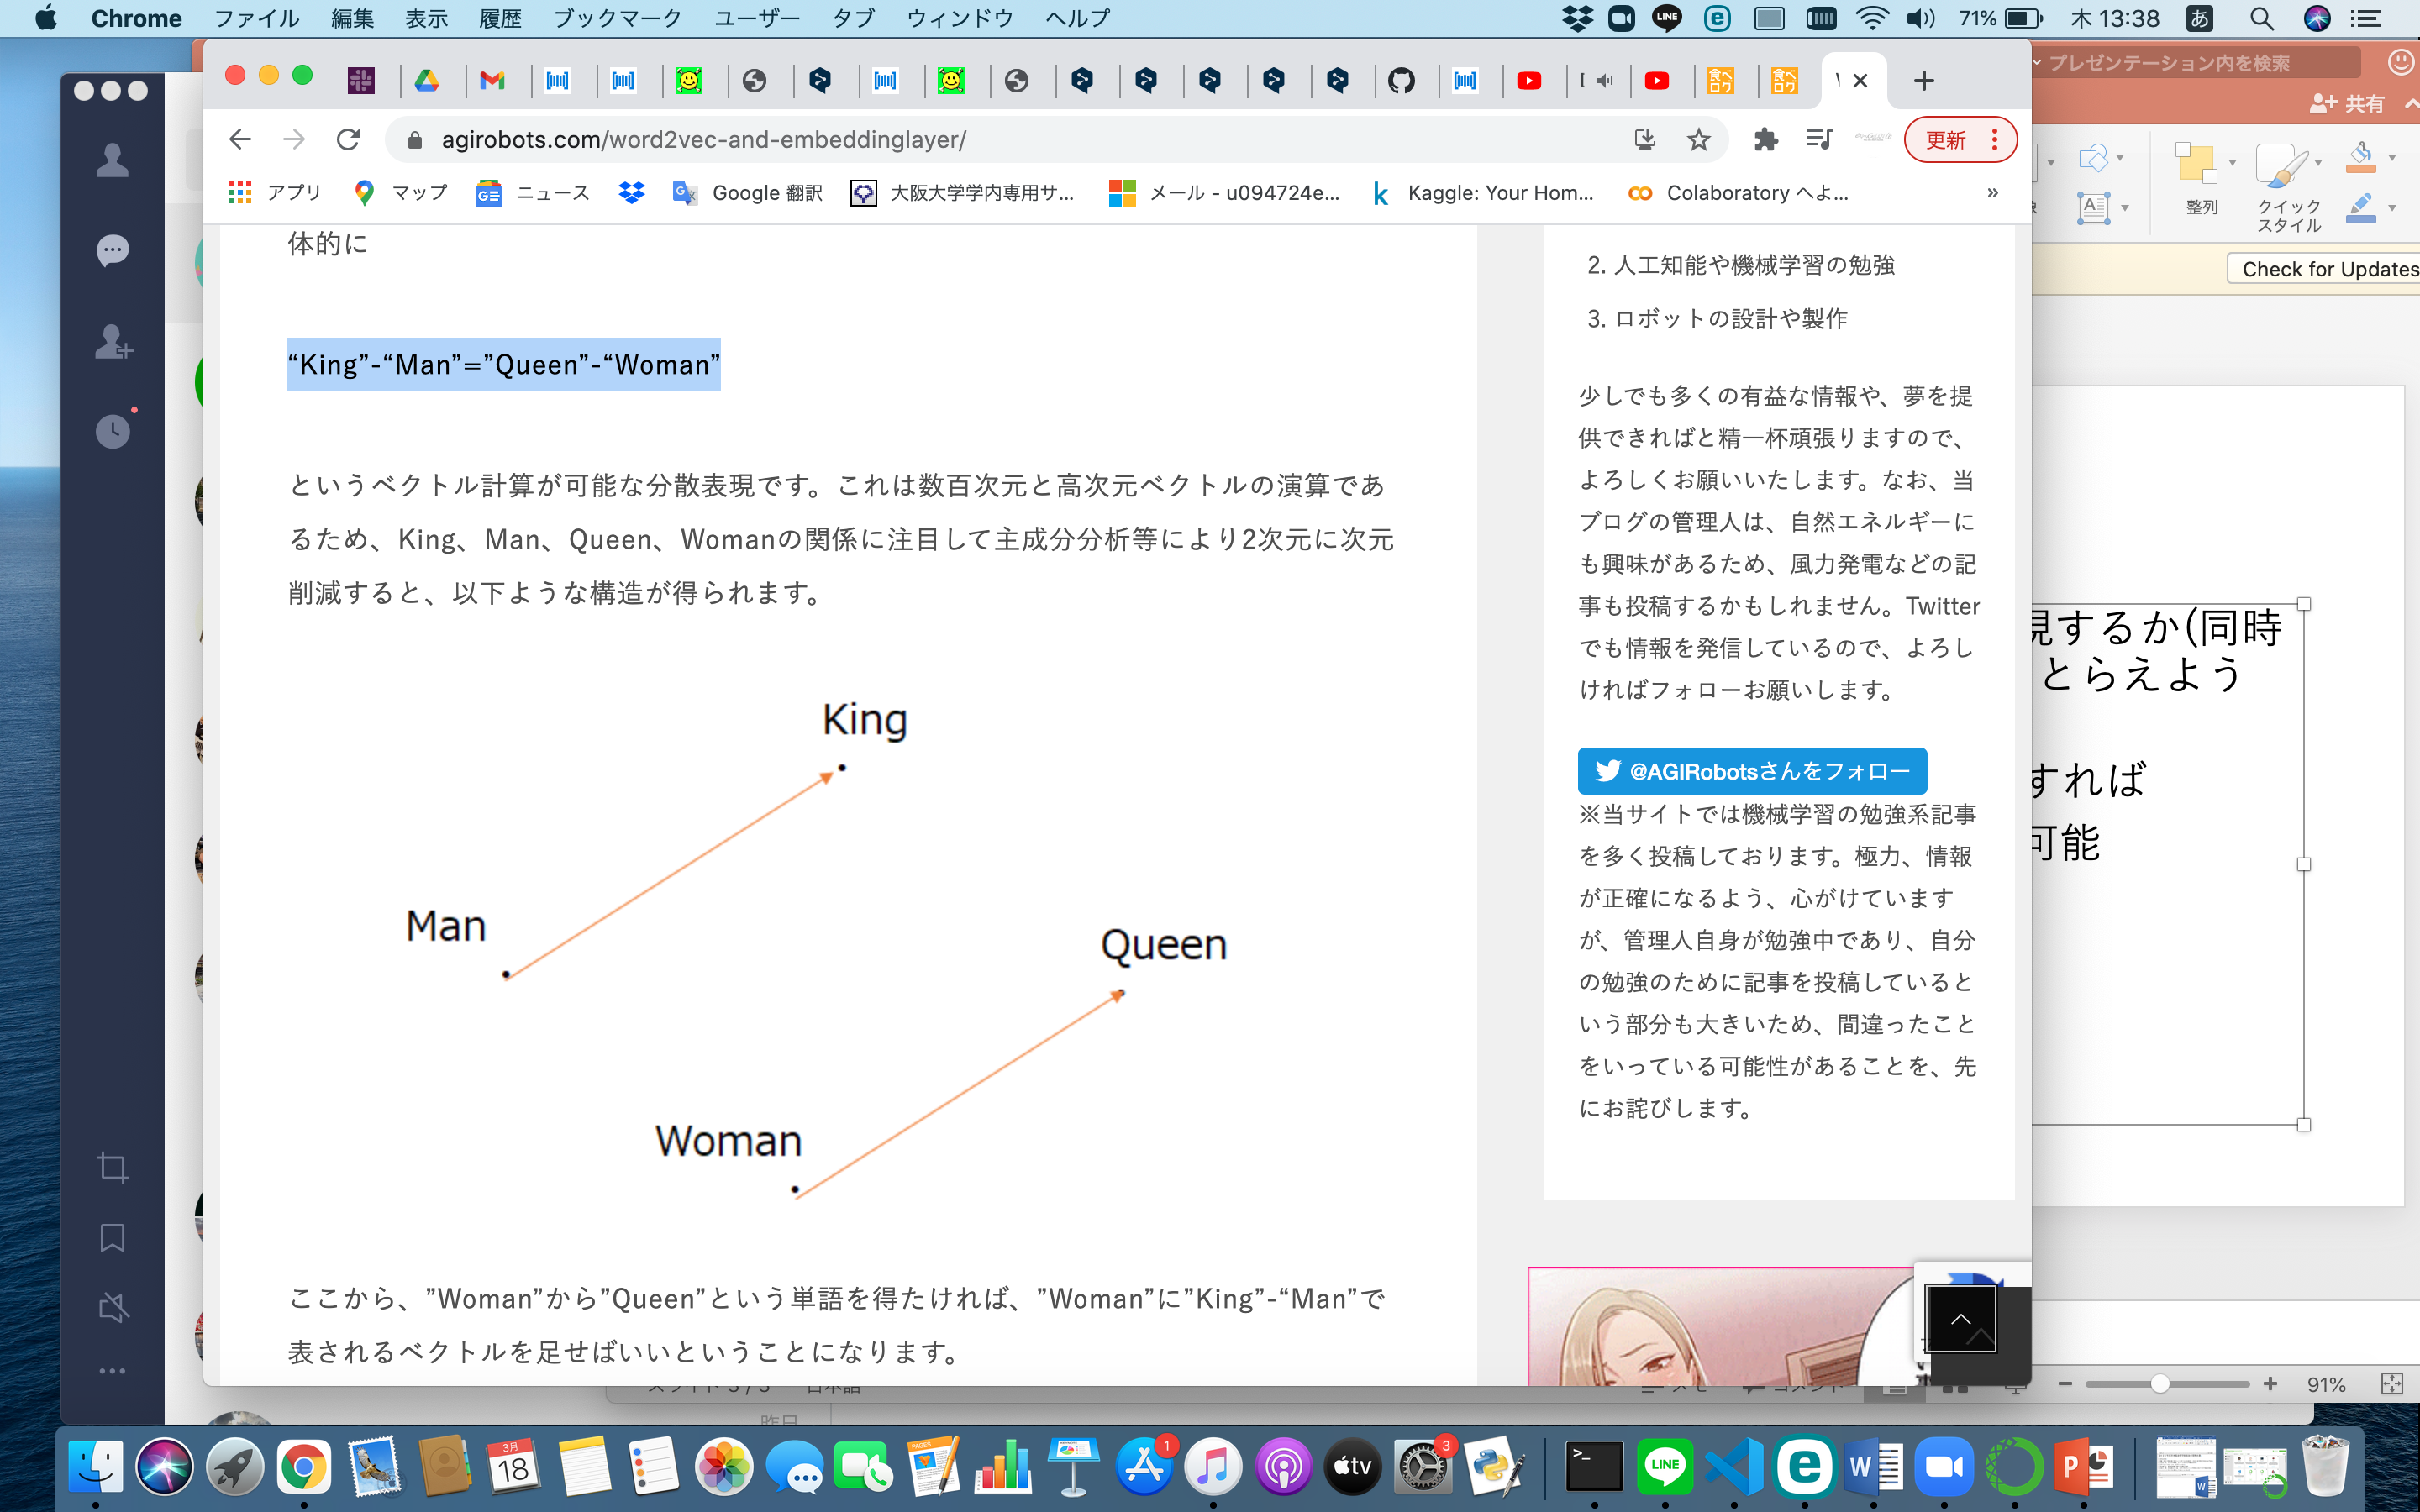 Chrome ファイル 編集 表示 履歴 ブックマーク ユーザー タブ ウィンドウ ヘルプ
LINE 71% 木 13:38 あ
プレゼンテーション内を検索
共有
agirobots.com/word2vec-and-embeddinglayer/
更新
アプリ マップ ニュース Google 翻訳 大阪大学学内専用サ... メール - u094724e... Kaggle: Your Hom... Colaboratory へよ... »
整列
クイック
スタイル
Check for Updates
体的に
“King”-“Man”=”Queen”-“Woman”
というベクトル計算が可能な分散表現です。これは数百次元と高次元ベクトルの演算であ
るため、King、Man、Queen、Womanの関係に注目して主成分分析等により2次元に次元
削減すると、以下ような構造が得られます。
King
Man
Queen
Woman
ここから、”Woman”から”Queen”という単語を得たければ、”Woman”に”King”-“Man”で
表されるベクトルを足せばいいということになります。
2. 人工知能や機械学習の勉強
3. ロボットの設計や製作
少しでも多くの有益な情報や、夢を提
供できればと精一杯頑張りますので、
よろしくお願いいたします。なお、当
ブログの管理人は、自然エネルギーに
も興味があるため、風力発電などの記
事も投稿するかもしれません。Twitter
でも情報を発信しているので、よろし
ければフォローお願いします。
@AGIRobotsさんをフォロー
※当サイトでは機械学習の勉強系記事
を多く投稿しております。極力、情報
が正確になるよう、心がけています
が、管理人自身が勉強中であり、自分
の勉強のために記事を投稿していると
いう部分も大きいため、間違ったこと
をいっている可能性があることを、先
にお詫びします。
現するか(同時
とらえよう
すれば
可能
91%
昨日
3月
18
PAGES
1
tv
3
LINE